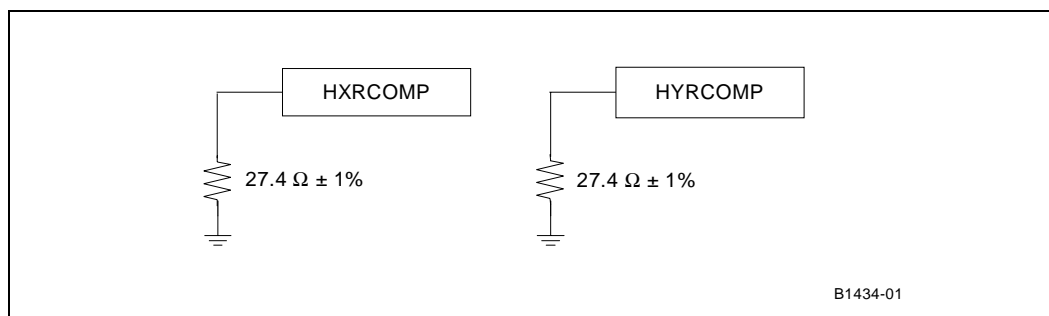 HXRCOMP
HYRCOMP
27.4 Ω ± 1%
27.4 Ω ± 1%
B1434-01